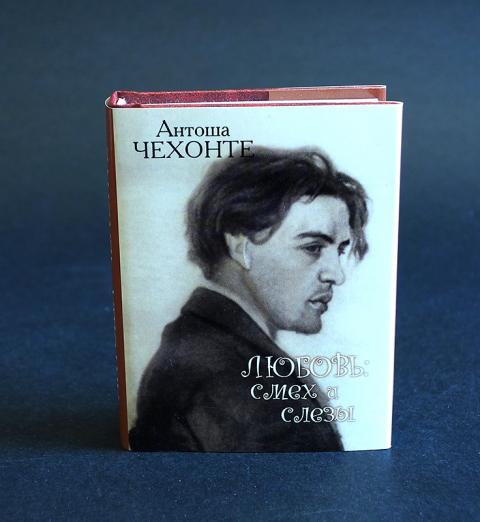 Антоша
ЧЕХОНТЕ
ЛЮБОВЬ:
смех и
слезы